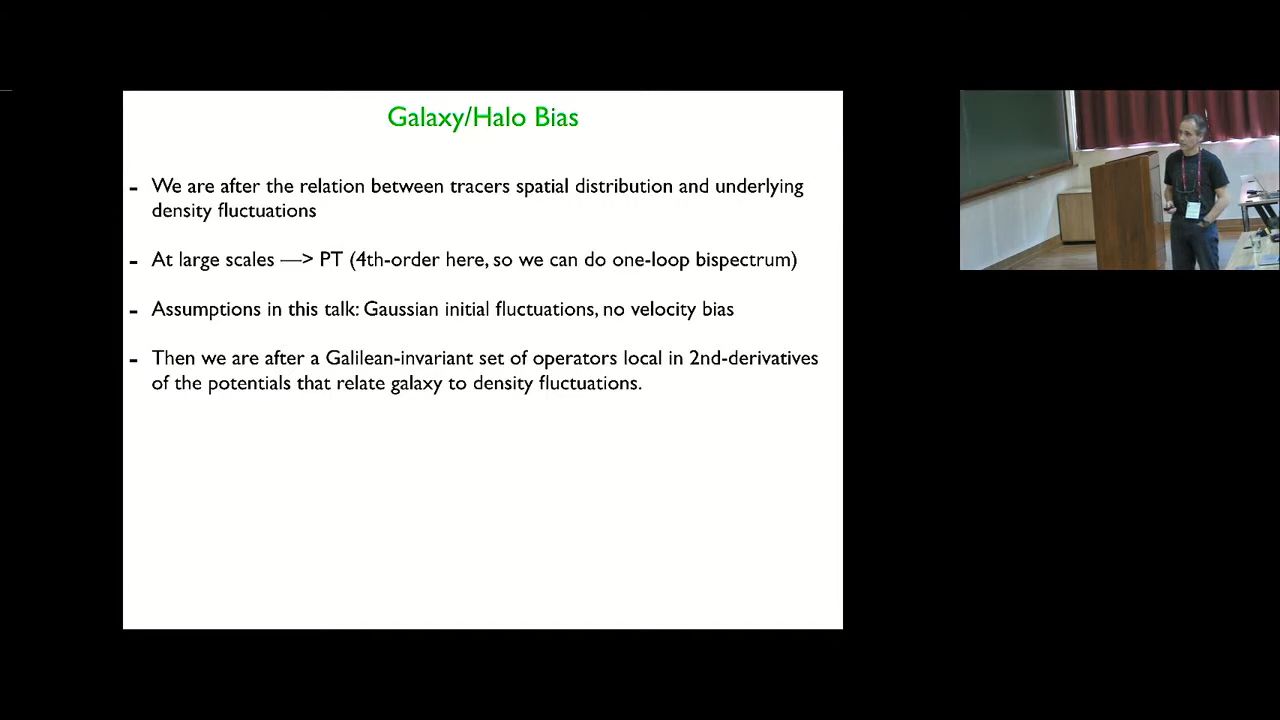 Galaxy/Halo Bias
- We are after the relation between tracers spatial distribution and underlying
density fluctuations
- At large scales —> PT (4th-order here, so we can do one-loop bispectrum)
- Assumptions in this talk: Gaussian initial fluctuations, no velocity bias
- Then we are after a Galilean-invariant set of operators local in 2nd-derivatives
of the potentials that relate galaxy to density fluctuations.